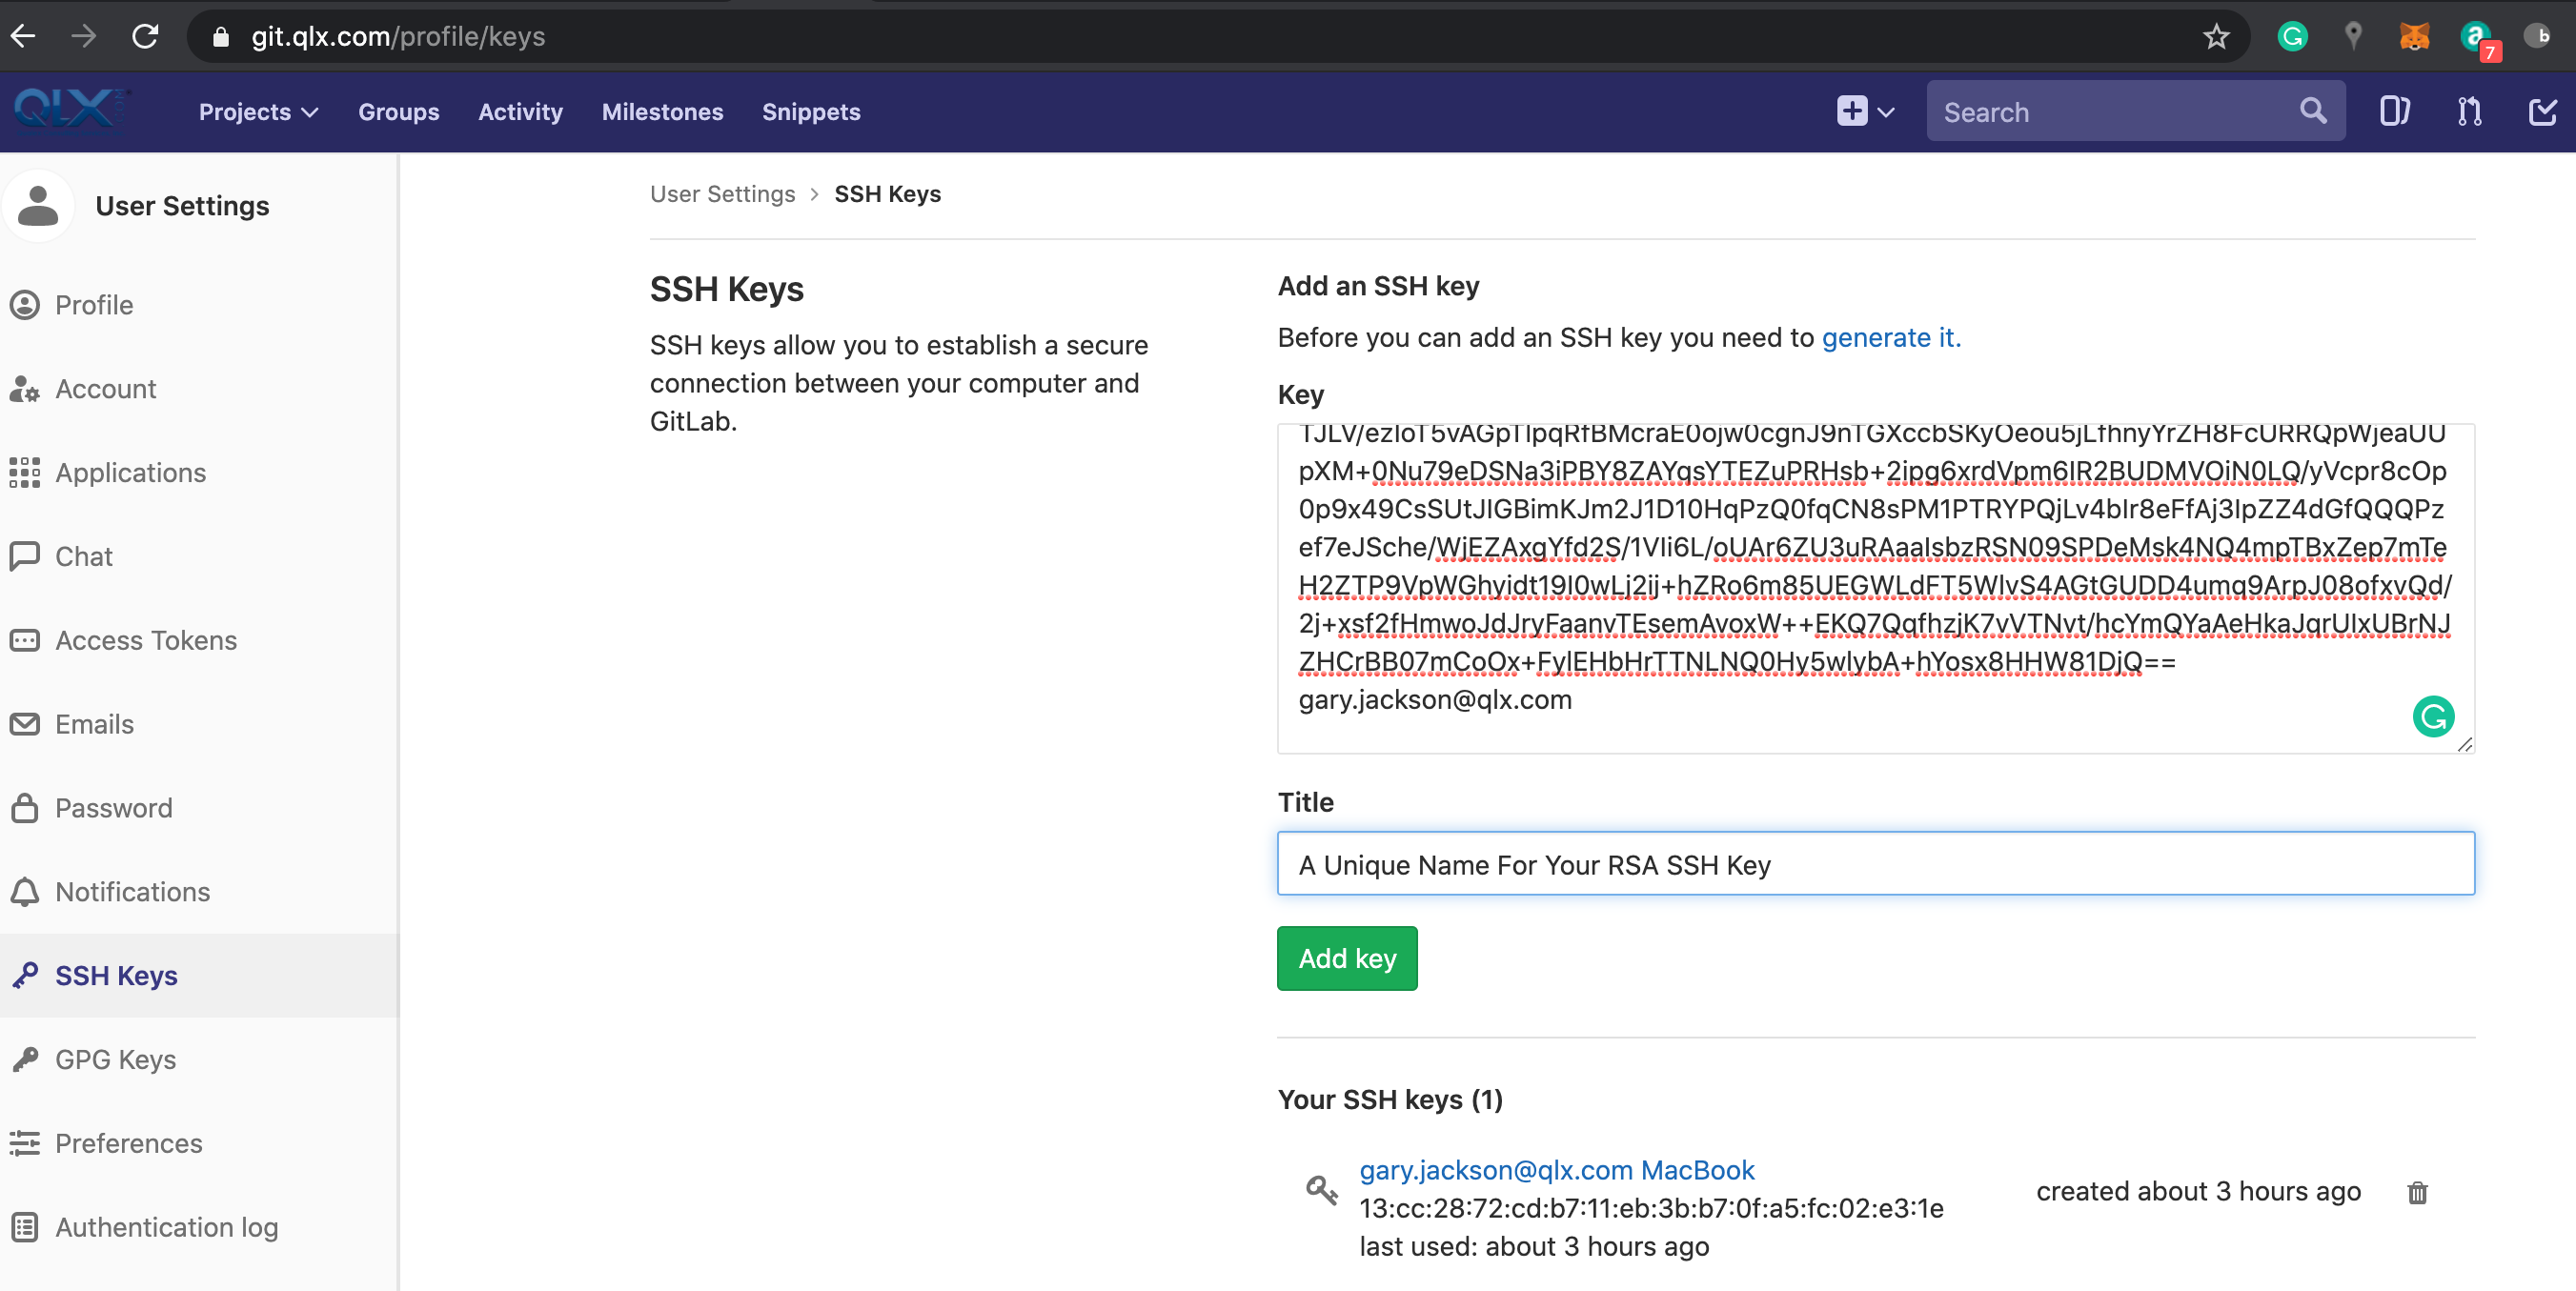 git.qlx.com/profile/keys
7
b
QLX.COM
Projects
Groups
Activity
Milestones
Snippets
Search
User Settings
Profile
Account
Applications
Chat
Access Tokens
Emails
Password
Notifications
SSH Keys
GPG Keys
Preferences
Authentication log
User Settings > SSH Keys
SSH Keys
SSH keys allow you to establish a secure
connection between your computer and
GitLab.
Add an SSH key
Before you can add an SSH key you need to generate it.
Key
TJLV/ezIoT5vAGpTlpqRfBMcraE0ojw0cgnJ9nTGXccbSKyOeou5jLfhnyYrZH8FcURRQpWjeaUU
pXM+0Nu79eDSNa3iPBY8ZAYqsYTEZuPRHsb+2ipg6xrdVpm6IR2BUDMVOiN0LQ/yVcpr8cOp
0p9x49CsSUtJIGBimKJm2J1D10HqPzQ0fqCN8sPM1PTRYPQjLv4bIr8eFfAj3IpZZ4dGfQQQPz
ef7eJSche/WjEZAxgYfd2S/1VIi6L/oUAr6ZU3uRAaaIsbzRSN09SPDeMsk4NQ4mpTBxZep7mTe
H2ZTP9VpWGhyidt19I0wLj2ij+hZRo6m85UEGWLdFT5WlvS4AGtGUDD4umq9ArpJ08ofxvQd/
2j+xsf2fHmwoJdJryFaanvTEsemAvoxW++EKQ7QqfhzjK7vVTNvt/hcYmQYaAeHkaJqrUIxUBrNJ
ZHCrBB07mCoOx+FylEHbHrTTNLNQ0Hy5wlybA+hYosx8HHW81DjQ==
gary.jackson@qlx.com
Title
A Unique Name For Your RSA SSH Key
Add key
Your SSH keys (1)
gary.jackson@qlx.com MacBook
13:cc:28:72:cd:b7:11:eb:3b:b7:0f:a5:fc:02:e3:1e
last used: about 3 hours ago
created about 3 hours ago